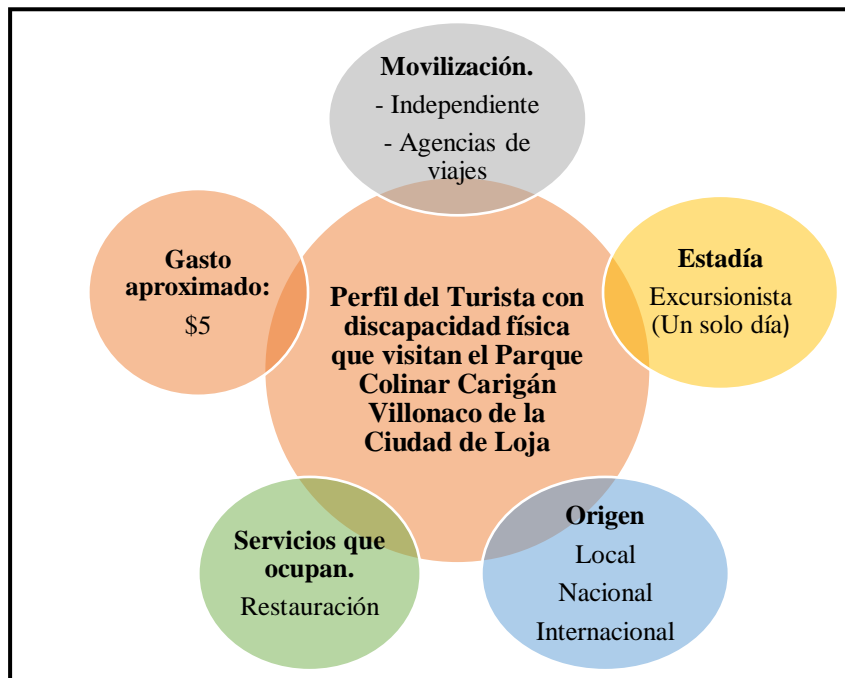 Movilización.
- Independiente
- Agencias de
viajes
Gasto
aproximado:
$5
Estadía
Excursionista
(Un solo día)
Perfil del Turista con
discapacidad física
que visitan el Parque
Colinar Carigán
Villonaco de la
Ciudad de Loja
Servicios que
ocupan.
Restauración
Origen
Local
Nacional
Internacional